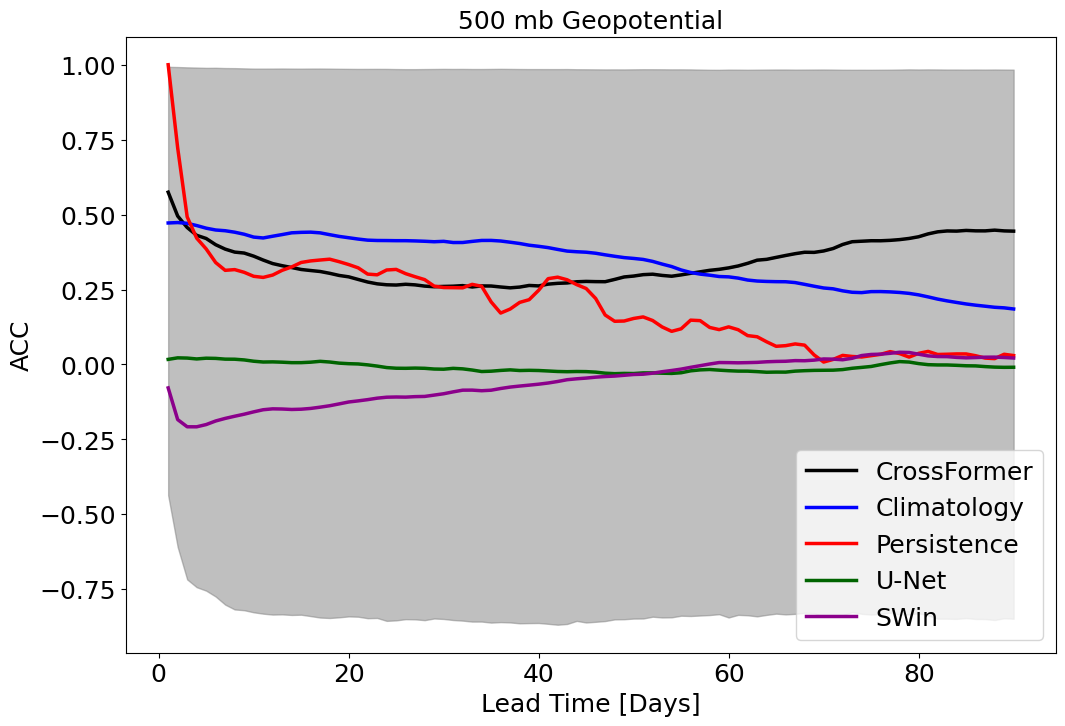 500 mb Geopotential
1.00
0.75
0.50
0.25
0.00
−0.25
−0.50
−0.75
ACC
0 20 40 60 80
Lead Time [Days]
CrossFormer
Climatology
Persistence
U-Net
SWin